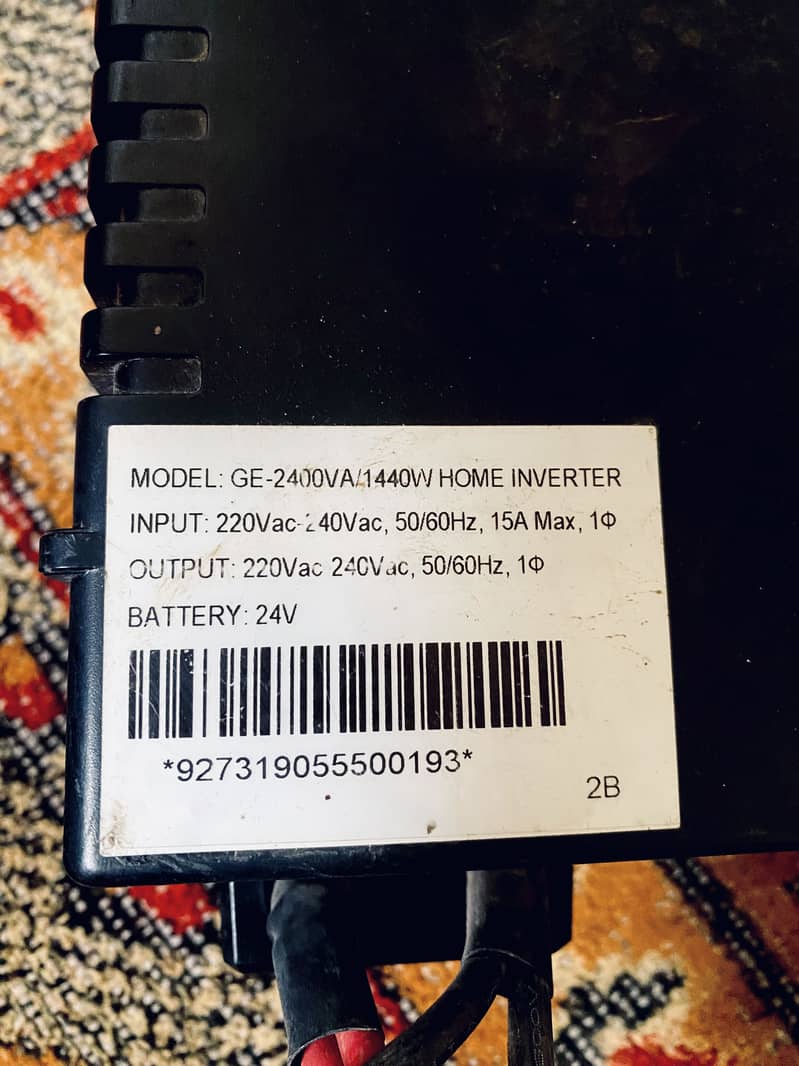 MODEL: GE-2400VA/1440W HOME INVERTER
INPUT: 220Vac-240Vac, 50/60Hz, 15A Max, 1Φ
OUTPUT: 220Vac 240Vac, 50/60Hz, 1Φ
BATTERY: 24V
*927319055500193*
2B